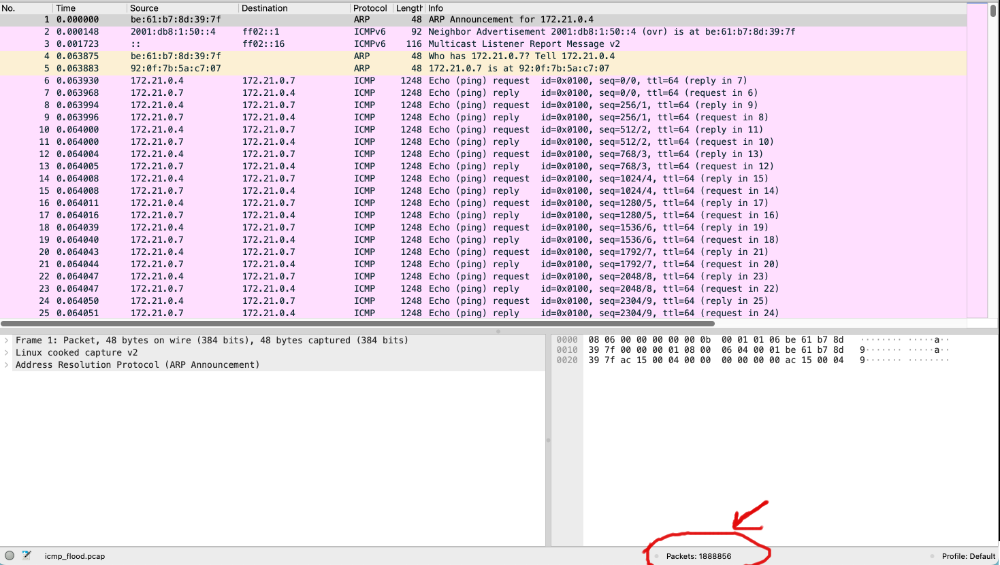 No. Time Source Destination Protocol Length Info
1 0.000000 be:61:b7:8d:39:7f ARP 48 ARP Announcement for 172.21.0.4
2 0.000148 2001:db8:1:50::4 ff02::1 ICMPv6 92 Neighbor Advertisement 2001:db8:1:50::4 (ovr) is at be:61:b7:8d:39:7f
3 0.001723 :: ff02::16 ICMPv6 116 Multicast Listener Report Message v2
4 0.063875 be:61:b7:8d:39:7f ARP 48 Who has 172.21.0.7? Tell 172.21.0.4
5 0.063883 92:0f:7b:5a:c7:07 ARP 48 172.21.0.7 is at 92:0f:7b:5a:c7:07
6 0.063930 172.21.0.4 172.21.0.7 ICMP 1248 Echo (ping) request id=0x0100, seq=0/0, ttl=64 (reply in 7)
7 0.063968 172.21.0.7 172.21.0.4 ICMP 1248 Echo (ping) reply id=0x0100, seq=0/0, ttl=64 (request in 6)
8 0.063994 172.21.0.4 172.21.0.7 ICMP 1248 Echo (ping) request id=0x0100, seq=256/1, ttl=64 (reply in 9)
9 0.063996 172.21.0.7 172.21.0.4 ICMP 1248 Echo (ping) reply id=0x0100, seq=256/1, ttl=64 (request in 8)
10 0.064000 172.21.0.4 172.21.0.7 ICMP 1248 Echo (ping) request id=0x0100, seq=512/2, ttl=64 (reply in 11)
11 0.064000 172.21.0.7 172.21.0.4 ICMP 1248 Echo (ping) reply id=0x0100, seq=512/2, ttl=64 (request in 10)
12 0.064004 172.21.0.4 172.21.0.7 ICMP 1248 Echo (ping) request id=0x0100, seq=768/3, ttl=64 (reply in 13)
13 0.064005 172.21.0.7 172.21.0.4 ICMP 1248 Echo (ping) reply id=0x0100, seq=768/3, ttl=64 (request in 12)
14 0.064008 172.21.0.4 172.21.0.7 ICMP 1248 Echo (ping) request id=0x0100, seq=1024/4, ttl=64 (reply in 15)
15 0.064008 172.21.0.7 172.21.0.4 ICMP 1248 Echo (ping) reply id=0x0100, seq=1024/4, ttl=64 (request in 14)
16 0.064011 172.21.0.4 172.21.0.7 ICMP 1248 Echo (ping) request id=0x0100, seq=1280/5, ttl=64 (reply in 17)
17 0.064016 172.21.0.7 172.21.0.4 ICMP 1248 Echo (ping) reply id=0x0100, seq=1280/5, ttl=64 (request in 16)
18 0.064039 172.21.0.4 172.21.0.7 ICMP 1248 Echo (ping) request id=0x0100, seq=1536/6, ttl=64 (reply in 19)
19 0.064040 172.21.0.7 172.21.0.4 ICMP 1248 Echo (ping) reply id=0x0100, seq=1536/6, ttl=64 (request in 18)
20 0.064043 172.21.0.4 172.21.0.7 ICMP 1248 Echo (ping) request id=0x0100, seq=1792/7, ttl=64 (reply in 21)
21 0.064044 172.21.0.7 172.21.0.4 ICMP 1248 Echo (ping) reply id=0x0100, seq=1792/7, ttl=64 (request in 20)
22 0.064047 172.21.0.4 172.21.0.7 ICMP 1248 Echo (ping) request id=0x0100, seq=2048/8, ttl=64 (reply in 23)
23 0.064047 172.21.0.7 172.21.0.4 ICMP 1248 Echo (ping) reply id=0x0100, seq=2048/8, ttl=64 (request in 22)
24 0.064050 172.21.0.4 172.21.0.7 ICMP 1248 Echo (ping) request id=0x0100, seq=2304/9, ttl=64 (reply in 25)
25 0.064051 172.21.0.7 172.21.0.4 ICMP 1248 Echo (ping) reply id=0x0100, seq=2304/9, ttl=64 (request in 24)
Frame 1: Packet, 48 bytes on wire (384 bits), 48 bytes captured (384 bits)
Linux cooked capture v2
Address Resolution Protocol (ARP Announcement)
0000 08 06 00 00 00 00 00 0b 00 01 01 06 be 61 b7 8d ········ ·····a··
0010 39 7f 00 00 00 01 08 00 06 04 00 01 be 61 b7 8d 9······· ·····a··
0020 39 7f ac 15 00 04 00 00 00 00 00 00 ac 15 00 04 9······· ········
icmp_flood.pcap
Packets: 1888856
Profile: Default